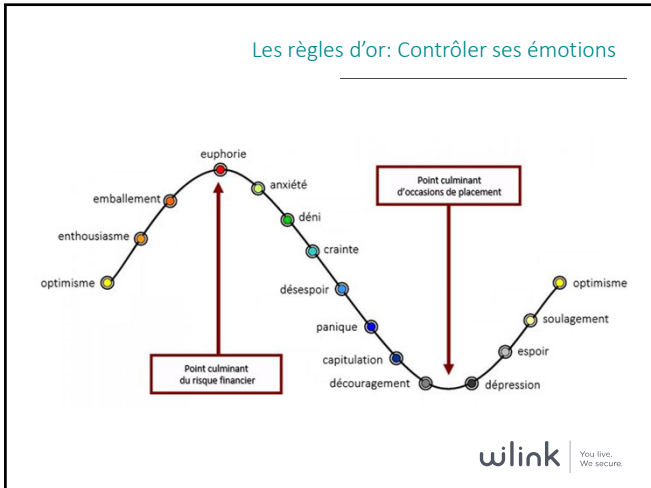 Les règles d’or: Contrôler ses émotions
euphorie
anxiété
emballement
déni
enthousiasme
crainte
optimisme
désespoir
panique
capitulation
découragement
dépression
espoir
soulagement
optimisme
Point culminant
d'occasions de placement
Point culminant
du risque financier
wilink
You live.
We secure.